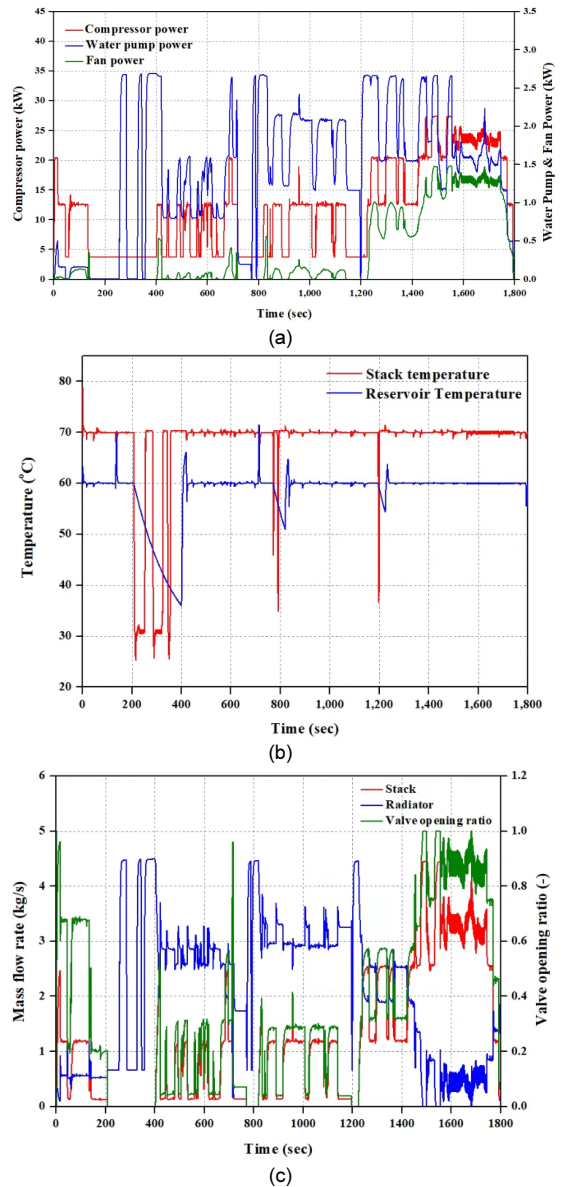 45 3.5
Compressor power
40 Water pump power 3.0
Fan power
35 2.5
30
25 2.0
20 1.5
15 1.0
10
5 0.5
0 0.0
Compressor power (kW)
Water Pump & Fan Power (kW)
0 200 400 600 800 1,000 1,200 1,400 1,600 1,800
Time (sec)
(a)
Stack temperature
80 Reservoir Temperature
70
60
50
40
30
20
Temperature (°C)
0 200 400 600 800 1,000 1,200 1,400 1,600 1,800
Time (sec)
(b)
6 1.2
Stack
Radiator
Valve opening ratio
5 1.0
4 0.8
3 0.6
2 0.4
1 0.2
0 0.0
Mass flow rate (kg/s)
Valve opening ratio (-)
0 200 400 600 800 1000 1200 1400 1600 1800
Time (sec)
(c)